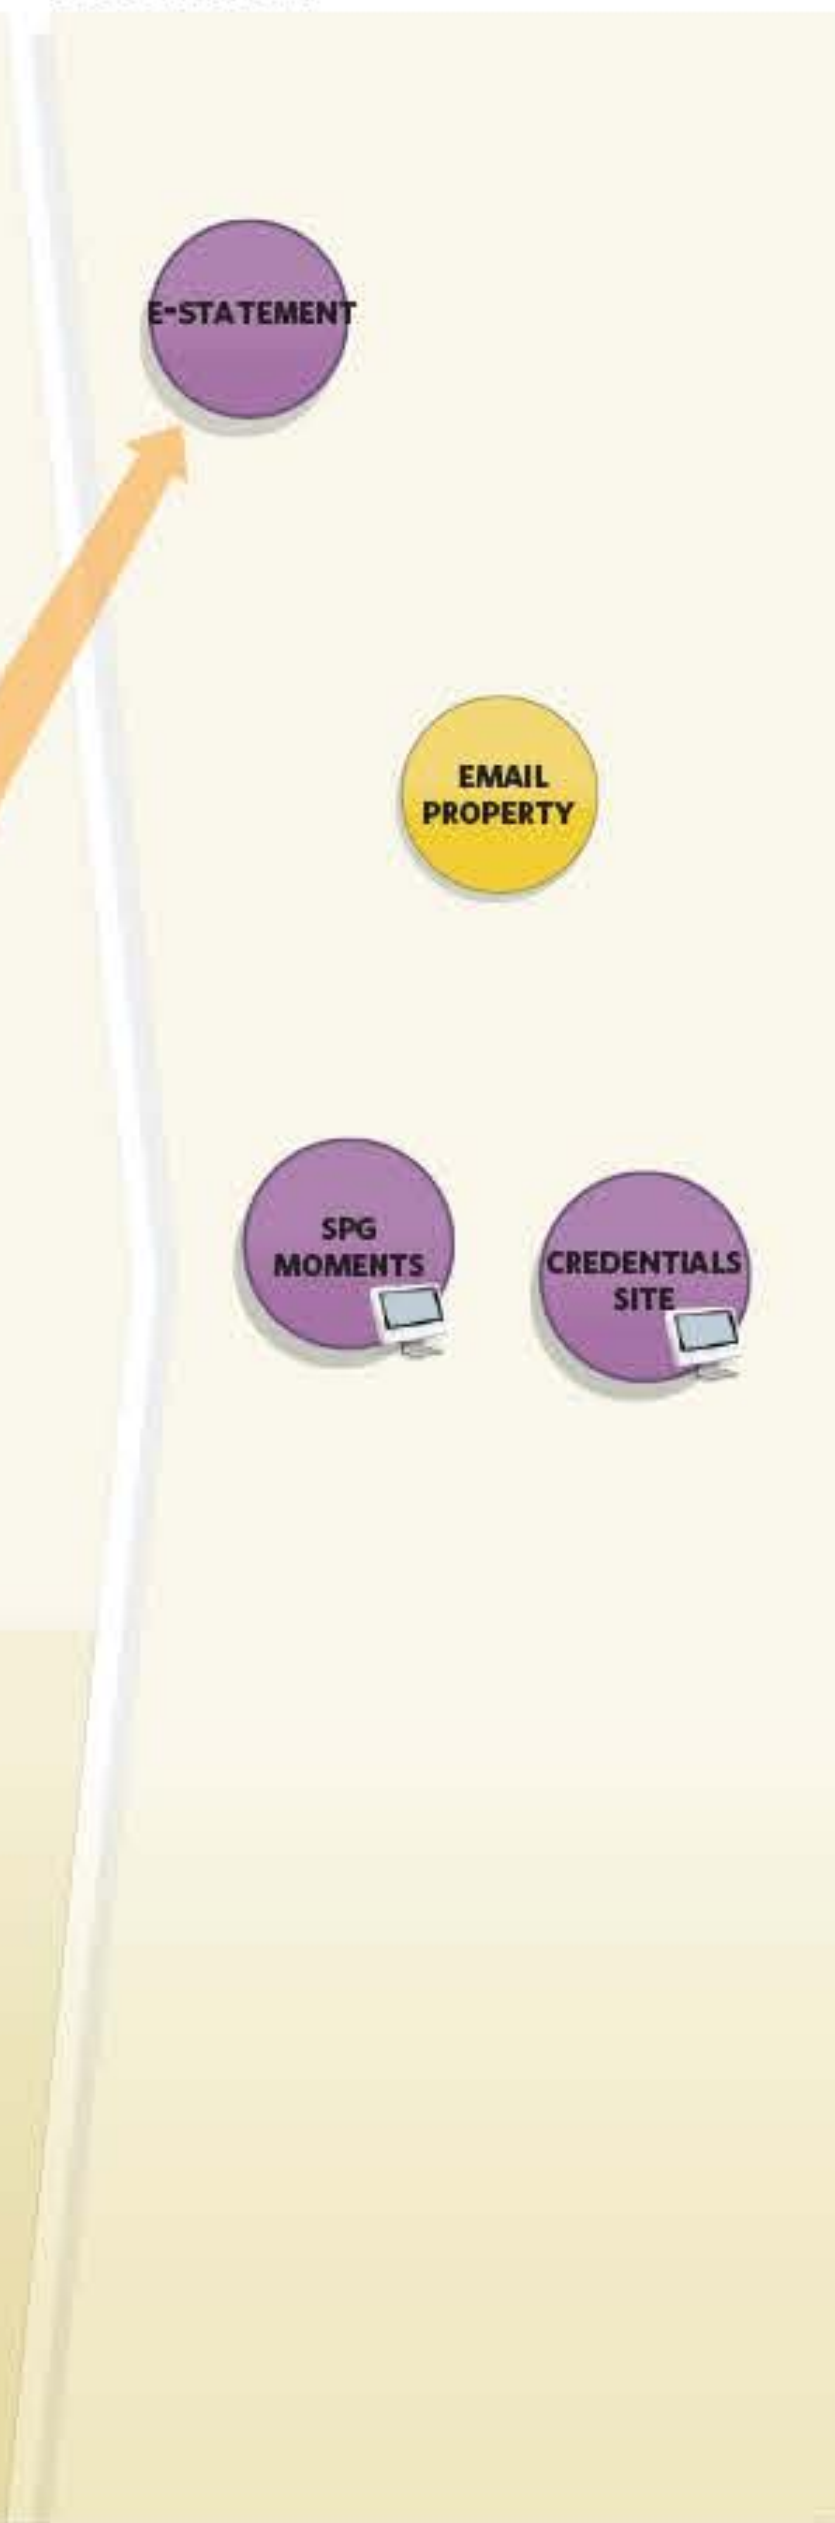 E-STATEMENT
EMAIL
PROPERTY
SPG
MOMENTS
CREDENTIALS
SITE